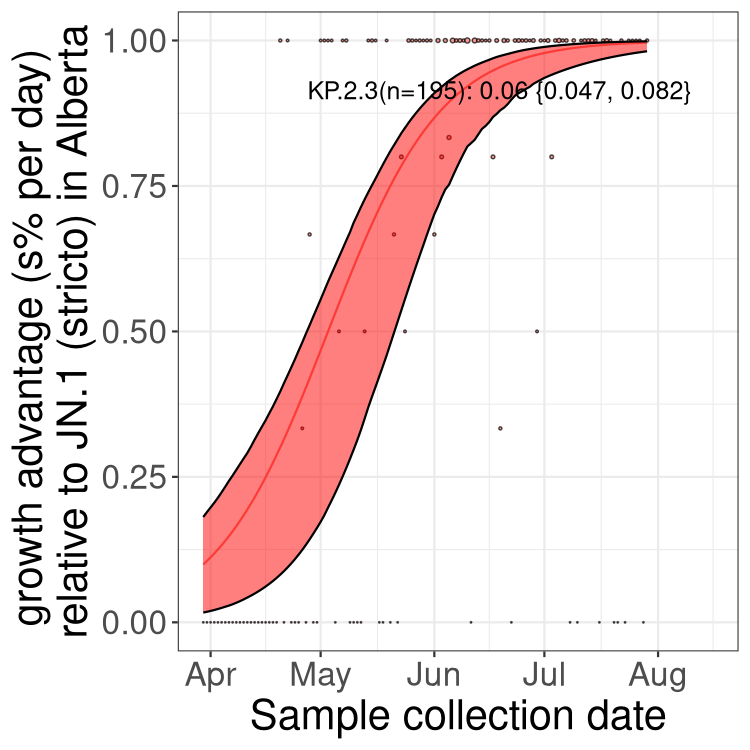 growth advantage (s% per day)
relative to JN.1 (stricto) in Alberta
1.00
0.75
0.50
0.25
0.00
KP.2.3(n=195): 0.06 {0.047, 0.082}
Apr May Jun Jul Aug
Sample collection date